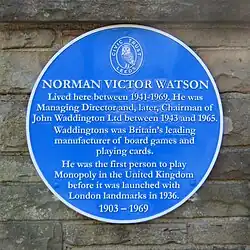 CIVIC TRUST
LEEDS
NORMAN VICTOR WATSON
Lived here between 1941-1969. He was
Managing Director and, later, Chairman of
John Waddington Ltd between 1943 and 1965.
Waddingtons was Britain's leading
manufacturer of board games and
playing cards.
He was the first person to play
Monopoly in the United Kingdom
before it was launched with
London landmarks in 1936.
1903 – 1969